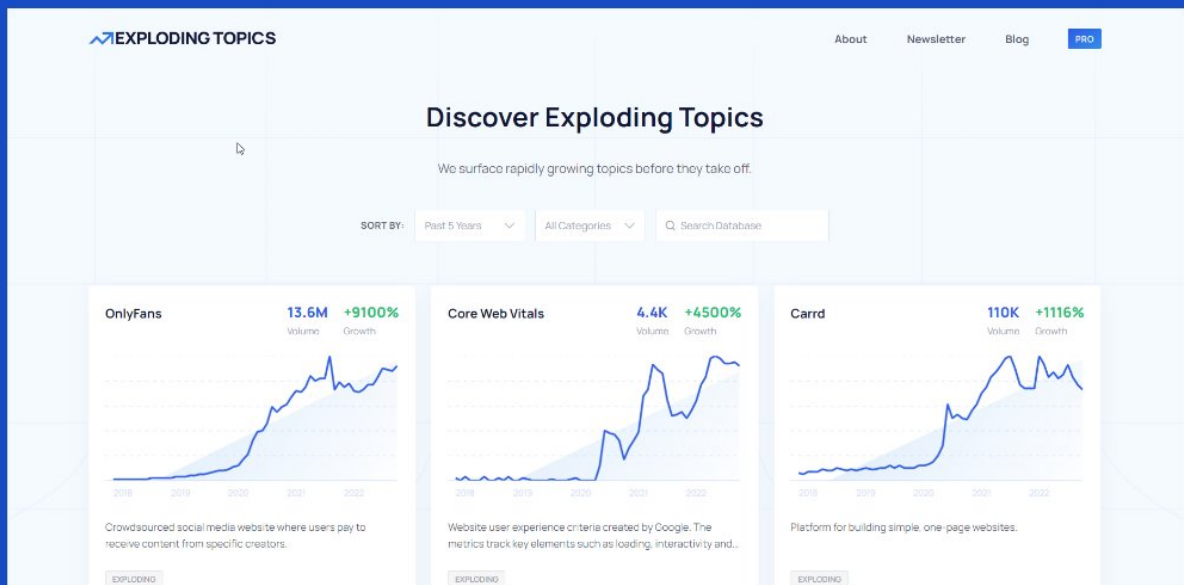 EXPLODING TOPICS
About Newsletter Blog PRO
Discover Exploding Topics
We surface rapidly growing topics before they take off.
SORT BY: Past 5 Years All Categories Search Database
OnlyFans 13.6M +9100%
Volume Growth
2018 2019 2020 2021 2022
Crowdsourced social media website where users pay to
receive content from specific creators.
EXPLODING
Core Web Vitals 4.4K +4500%
Volume Growth
2018 2019 2020 2021 2022
Website user experience criteria created by Google. The
metrics track key elements such as loading, interactivity and...
EXPLODING
Carrd 110K +1116%
Volume Growth
2018 2019 2020 2021 2022
Platform for building simple, one-page websites.
EXPLODING